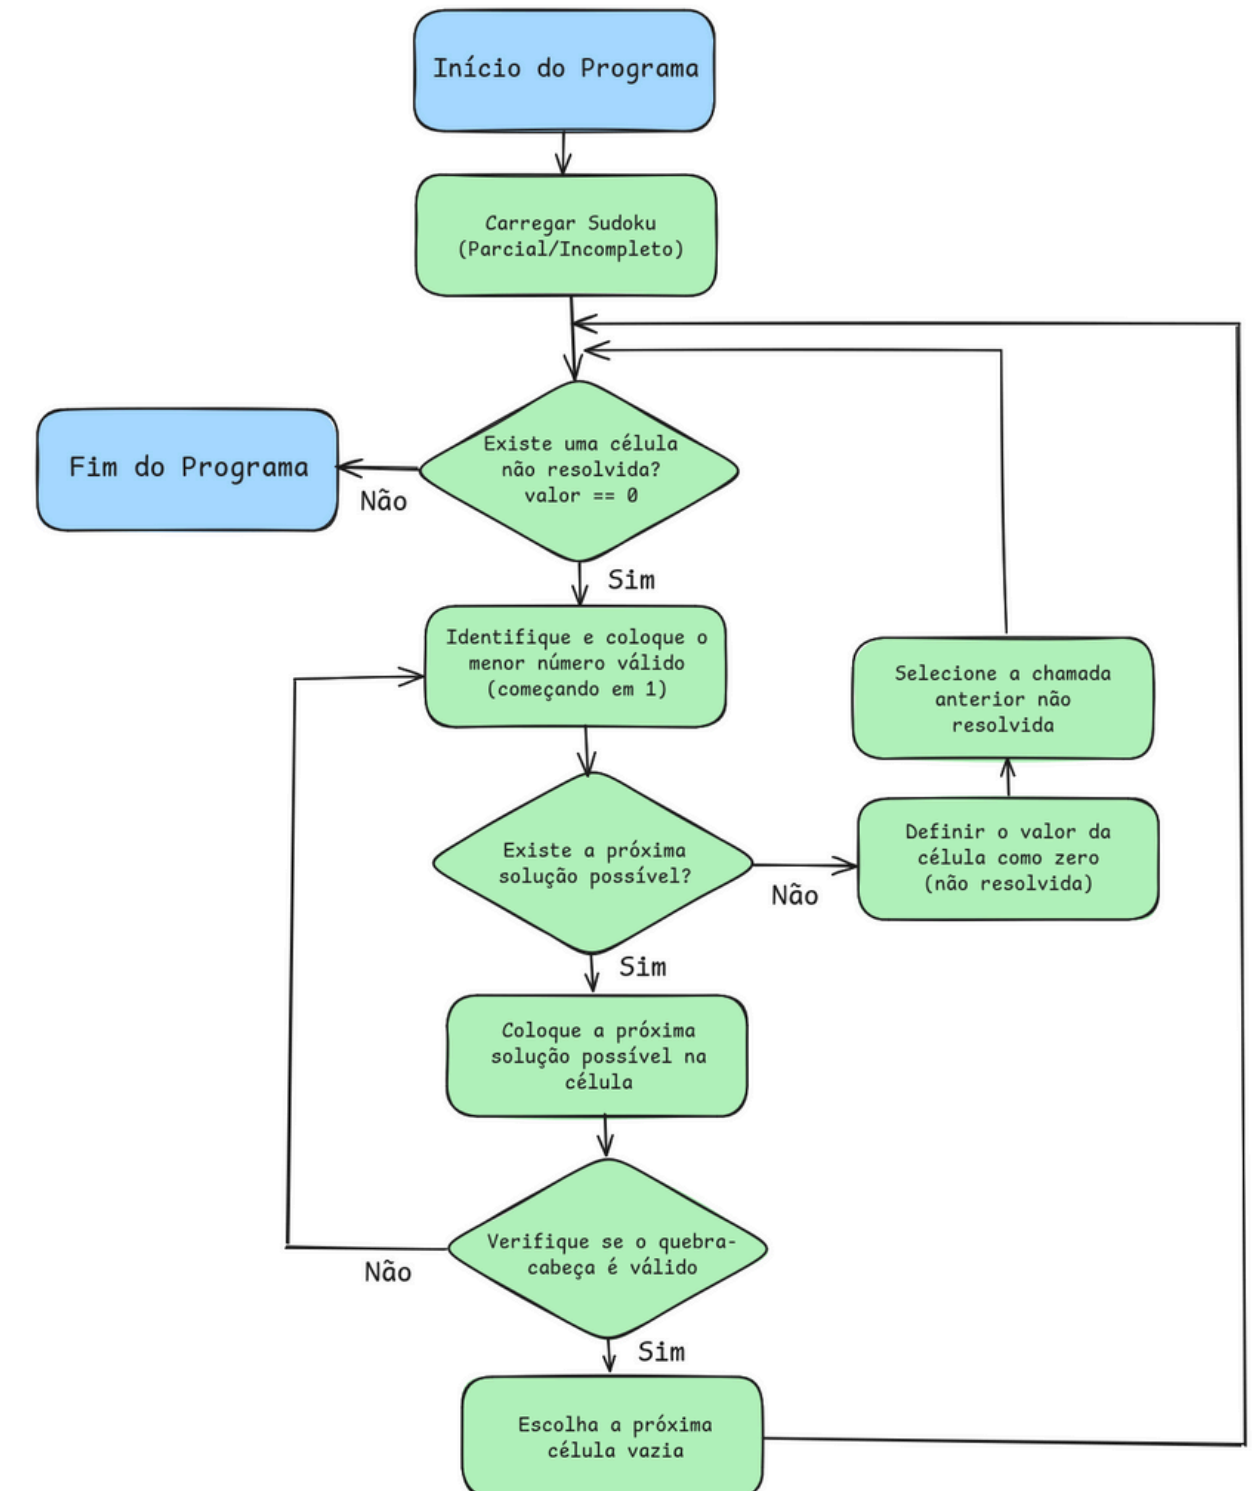 Início do Programa
Carregar Sudoku
(Parcial/Incompleto)
Existe uma célula
não resolvida?
valor == 0
Fim do Programa
Não
Sim
Identifique e coloque o
menor número válido
(começando em 1)
Selecione a chamada
anterior não
resolvida
Existe a próxima
solução possível?
Não
Definir o valor da
célula como zero
(não resolvida)
Sim
Coloque a próxima
solução possível na
célula
Verifique se o quebra-
cabeça é válido
Não
Sim
Escolha a próxima
célula vazia